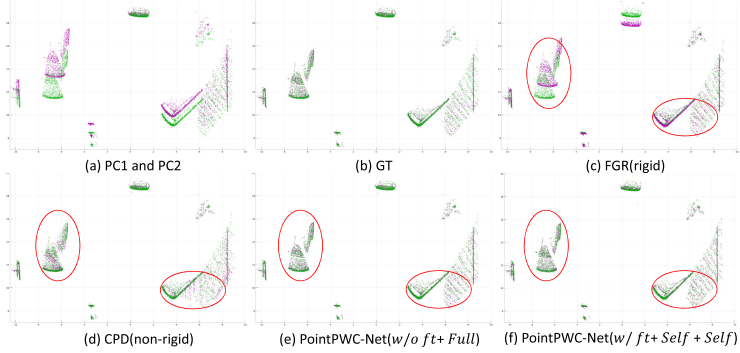 (a) PC1 and PC2
(b) GT
(c) FGR(rigid)
(d) CPD(non-rigid)
(e) PointPWC-Net(w/o ft+ Full)
(f) PointPWC-Net(w/ ft+ Self + Self)